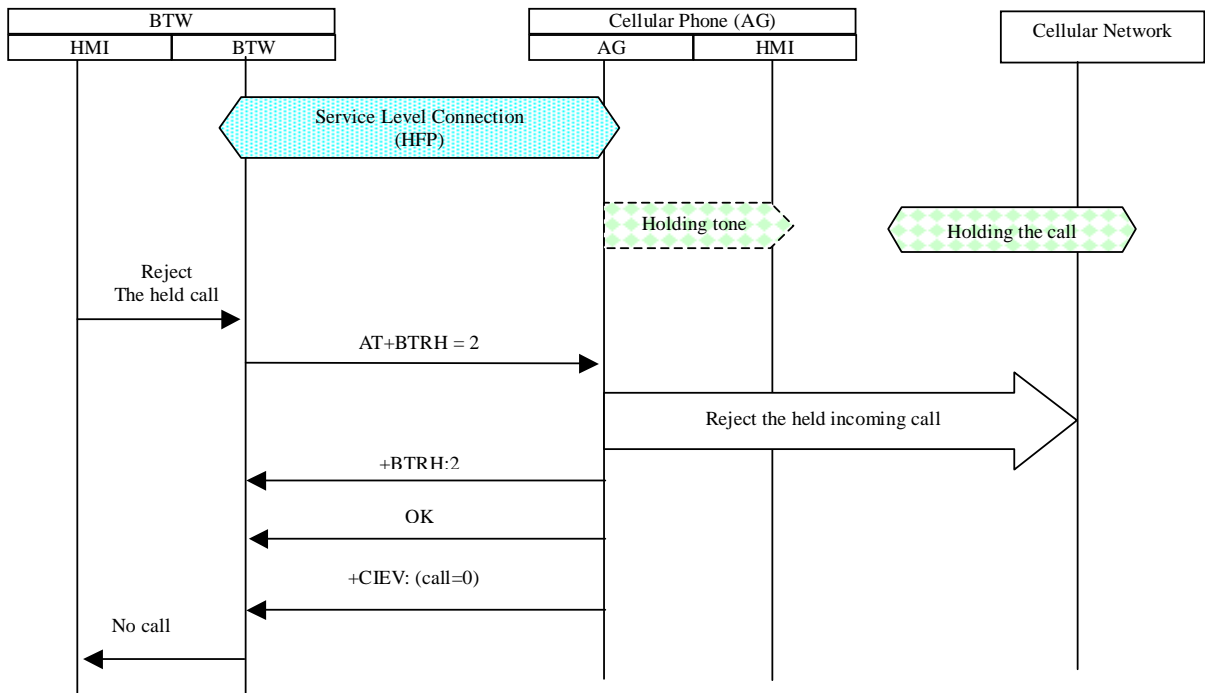 BTW
Cellular Phone (AG)
Cellular Network
HMI
BTW
AG
HMI
Service Level Connection
(HFP)
Holding tone
Holding the call
Reject
The held call
AT+BTRH = 2
Reject the held incoming call
+BTRH:2
OK
+CIEV: (call=0)
No call